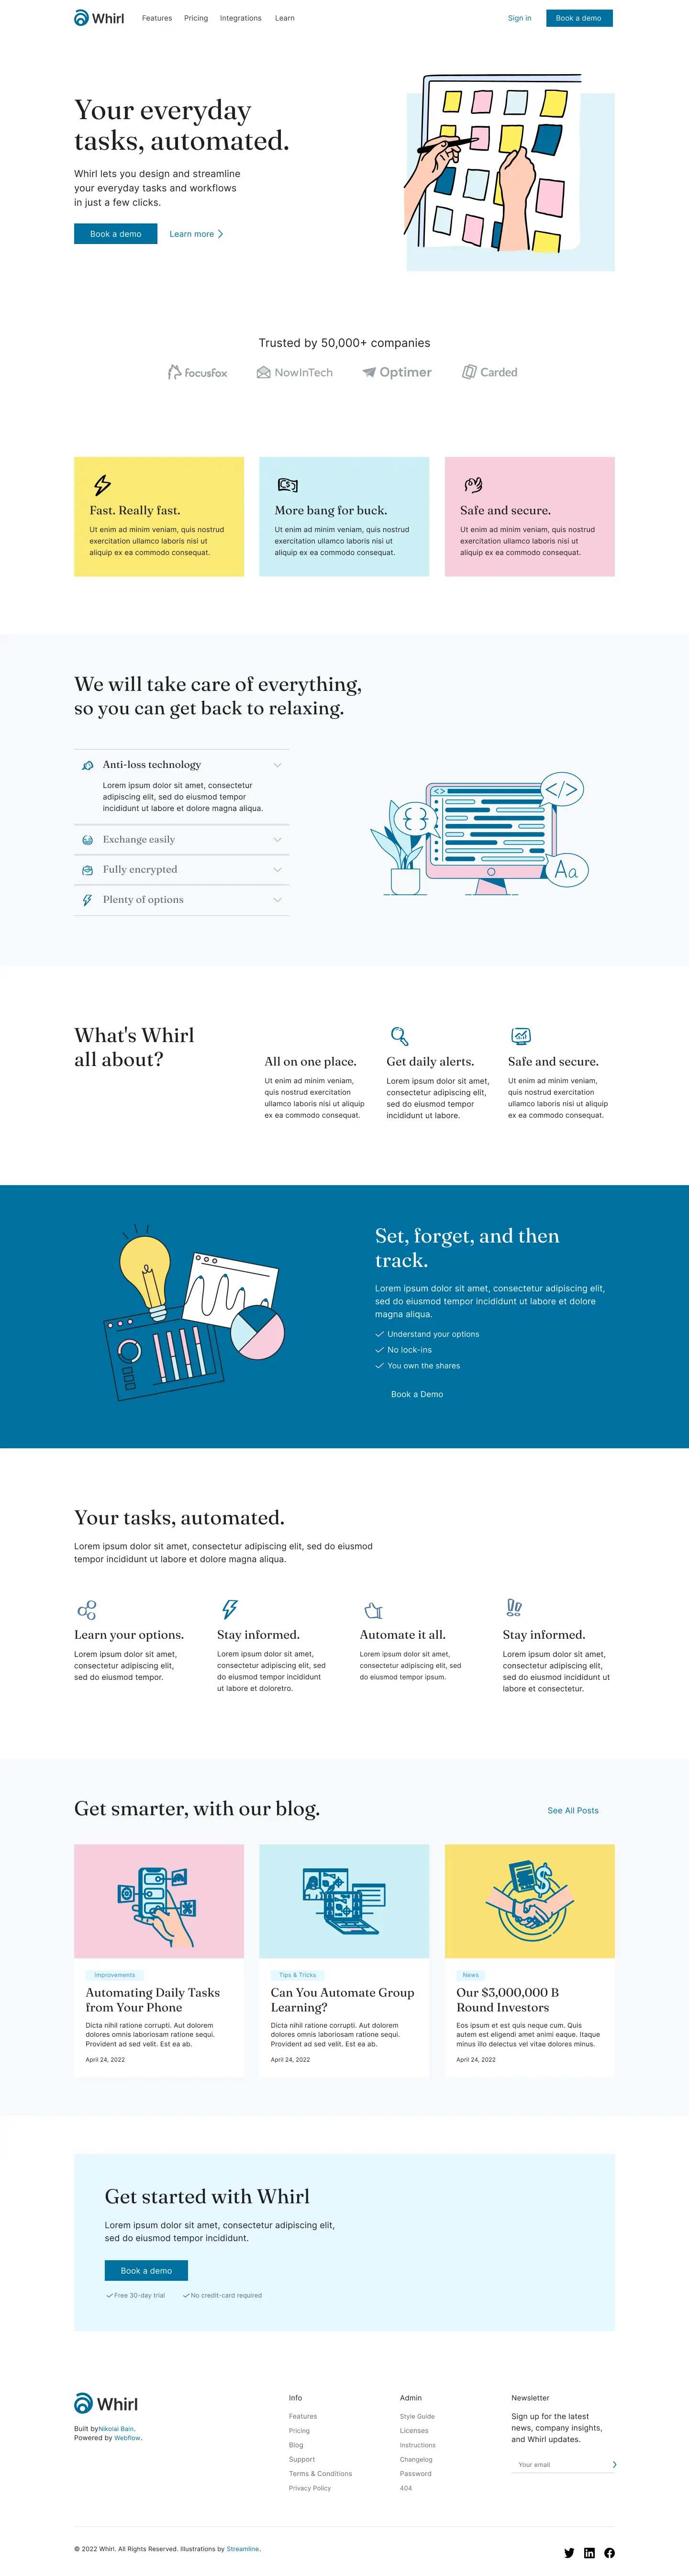 Whirl
Features
Pricing
Integrations
Learn
Sign in
Book a demo
Your everyday
tasks, automated.
Whirl lets you design and streamline
your everyday tasks and workflows
in just a few clicks.
Book a demo
Learn more
Trusted by 50,000+ companies
focusfox
NowInTech
Optimer
Carded
Fast. Really fast.
Ut enim ad minim veniam, quis nostrud
exercitation ullamco laboris nisi ut
aliquip ex ea commodo consequat.
More bang for buck.
Ut enim ad minim veniam, quis nostrud
exercitation ullamco laboris nisi ut
aliquip ex ea commodo consequat.
Safe and secure.
Ut enim ad minim veniam, quis nostrud
exercitation ullamco laboris nisi ut
aliquip ex ea commodo consequat.
We will take care of everything,
so you can get back to relaxing.
Anti-loss technology
Lorem ipsum dolor sit amet, consectetur
adipiscing elit, sed do eiusmod tempor
incididunt ut labore et dolore magna aliqua.
Exchange easily
Fully encrypted
Plenty of options
</>
{ }
<>
Aa
What's Whirl
all about?
All on one place.
Ut enim ad minim veniam,
quis nostrud exercitation
ullamco laboris nisi ut aliquip
ex ea commodo consequat.
Get daily alerts.
Lorem ipsum dolor sit amet,
consectetur adipiscing elit,
sed do eiusmod tempor
incididunt ut labore.
Safe and secure.
Ut enim ad minim veniam,
quis nostrud exercitation
ullamco laboris nisi ut aliquip
ex ea commodo consequat.
Set, forget, and then
track.
Lorem ipsum dolor sit amet, consectetur adipiscing elit,
sed do eiusmod tempor incididunt ut labore et dolore
magna aliqua.
Understand your options
No lock-ins
You own the shares
Book a Demo
Your tasks, automated.
Lorem ipsum dolor sit amet, consectetur adipiscing elit, sed do eiusmod
tempor incididunt ut labore et dolore magna aliqua.
Learn your options.
Lorem ipsum dolor sit amet,
consectetur adipiscing elit,
sed do eiusmod tempor.
Stay informed.
Lorem ipsum dolor sit amet,
consectetur adipiscing elit, sed
do eiusmod tempor incididunt
ut labore et doloretro.
Automate it all.
Lorem ipsum dolor sit amet,
consectetur adipiscing elit, sed
do eiusmod tempor ipsum.
Stay informed.
Lorem ipsum dolor sit amet,
consectetur adipiscing elit,
sed do eiusmod incididunt ut
labore et consectetur.
Get smarter, with our blog.
See All Posts
Improvements
Automating Daily Tasks
from Your Phone
Dicta nihil ratione corrupti. Aut dolorem
dolores omnis laboriosam ratione sequi.
Provident ad sed velit. Est ea ab.
April 24, 2022
Tips & Tricks
Can You Automate Group
Learning?
Dicta nihil ratione corrupti. Aut dolorem
dolores omnis laboriosam ratione sequi.
Provident ad sed velit. Est ea ab.
April 24, 2022
$
News
Our $3,000,000 B
Round Investors
Eos ipsum et est quis neque cum. Quis
autem est eligendi amet animi eaque. Itaque
minus illo delectus vel vitae dolores minus.
April 24, 2022
Get started with Whirl
Lorem ipsum dolor sit amet, consectetur adipiscing elit,
sed do eiusmod tempor incididunt.
Book a demo
Free 30-day trial
No credit-card required
Whirl
Built byNikolai Bain.
Powered by Webflow.
Info
Features
Pricing
Blog
Support
Terms & Conditions
Privacy Policy
Admin
Style Guide
Licenses
Instructions
Changelog
Password
404
Newsletter
Sign up for the latest
news, company insights,
and Whirl updates.
Your email
© 2022 Whirl. All Rights Reserved. Illustrations by Streamline.